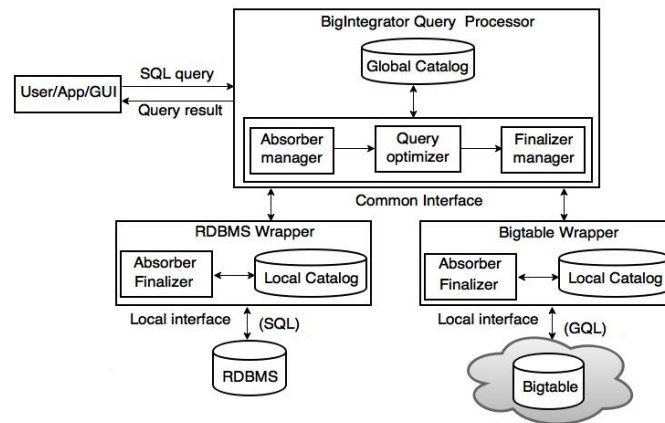 BigIntegrator Query Processor
SQL query
Global Catalog
User/App/GUI
Query result
Absorber
manager
Query
optimizer
Finalizer
manager
Common Interface
RDBMS Wrapper
Bigtable Wrapper
Absorber
Finalizer
Local Catalog
Absorber
Finalizer
Local Catalog
Local interface
(SQL)
Local interface
(GQL)
RDBMS
Bigtable